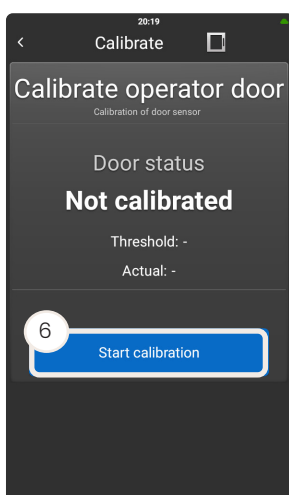 20:19
Calibrate
Calibrate operator door
Calibration of door sensor
Door status
Not calibrated
Threshold: -
Actual: -
6
Start calibration